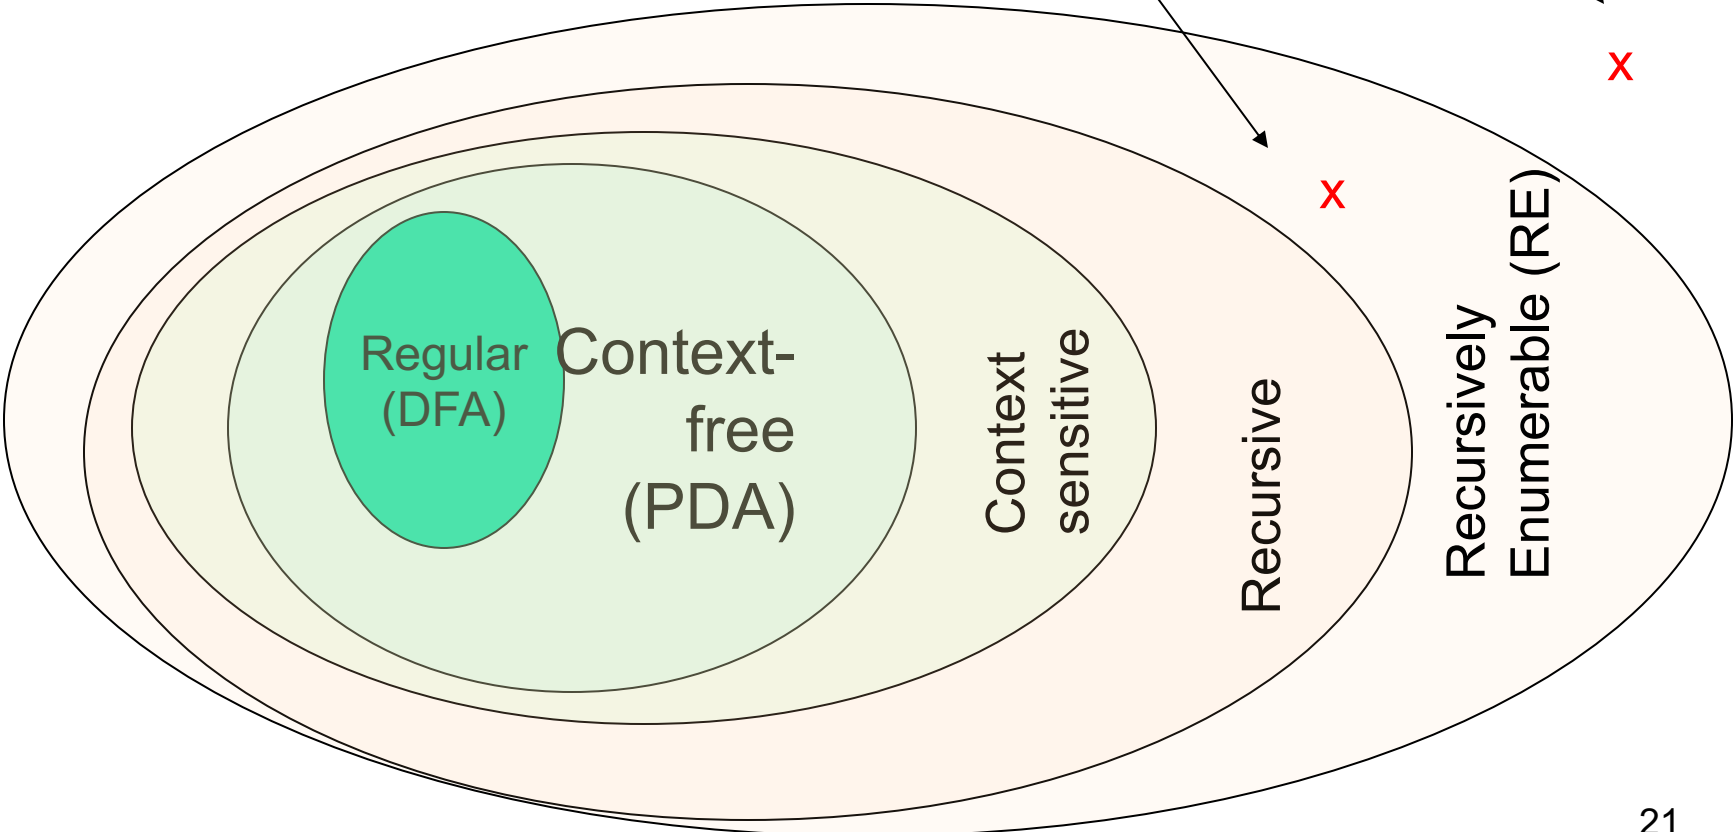 x
x
Regular
(DFA)
Context-
free
(PDA)
Context
sensitive
Recursive
Recursively
Enumerable (RE)
21